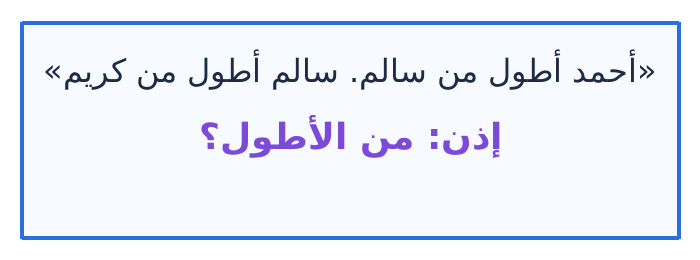 «أحمد أطول من سالم. سالم أطول من كريم»
إذن: من الأطول؟